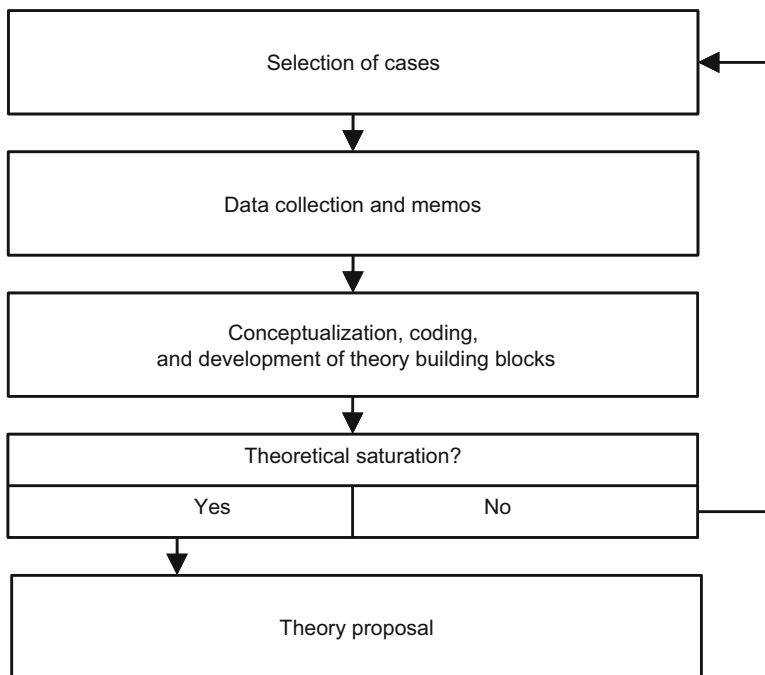 Selection of cases
Data collection and memos
Conceptualization, coding,
and development of theory building blocks
Theoretical saturation?
Yes
No
Theory proposal